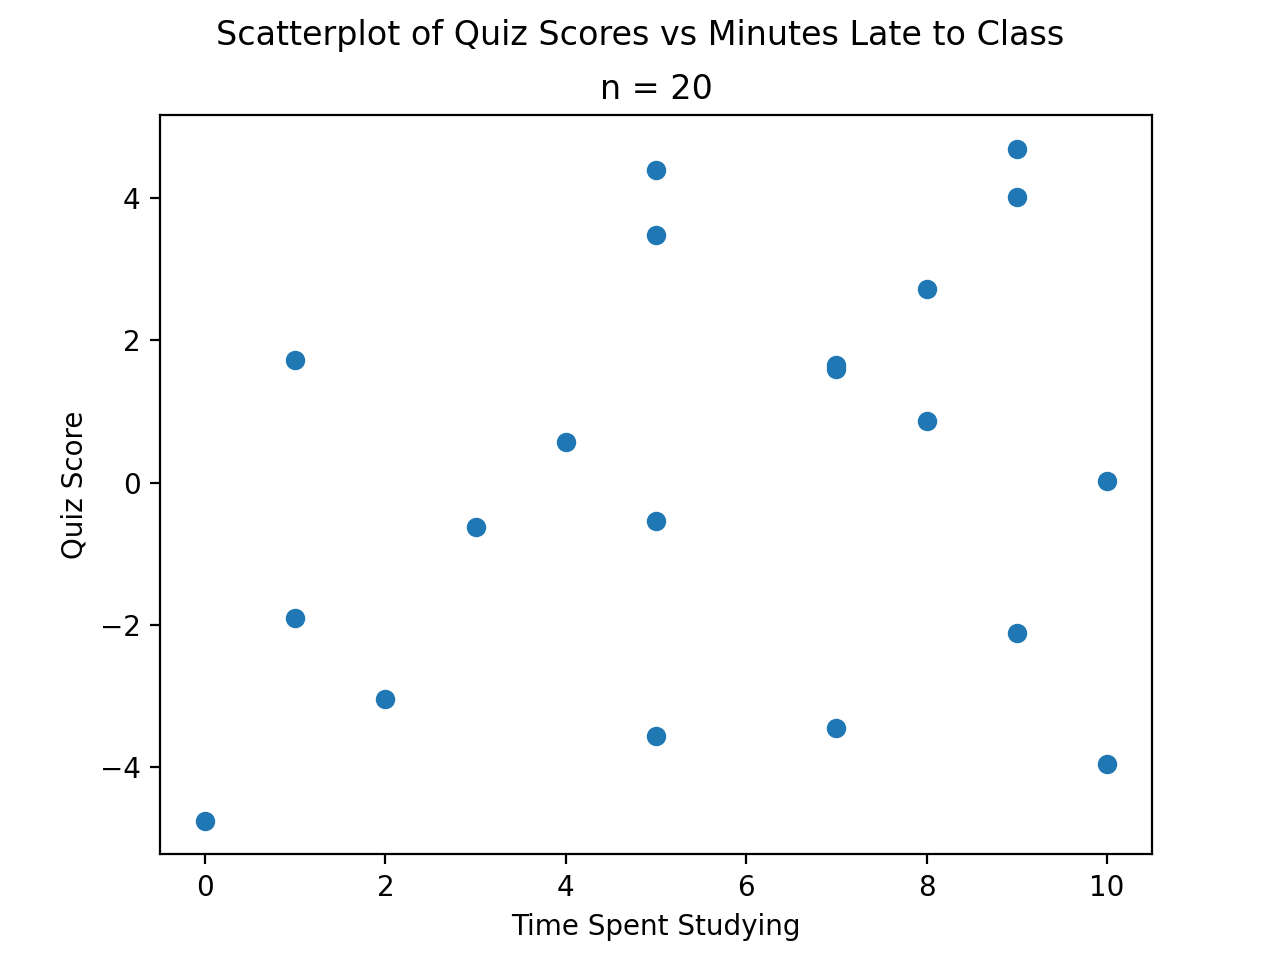 Scatterplot of Quiz Scores vs Minutes Late to Class
n = 20
4
2
0
−2
−4
Quiz Score
0 2 4 6 8 10
Time Spent Studying